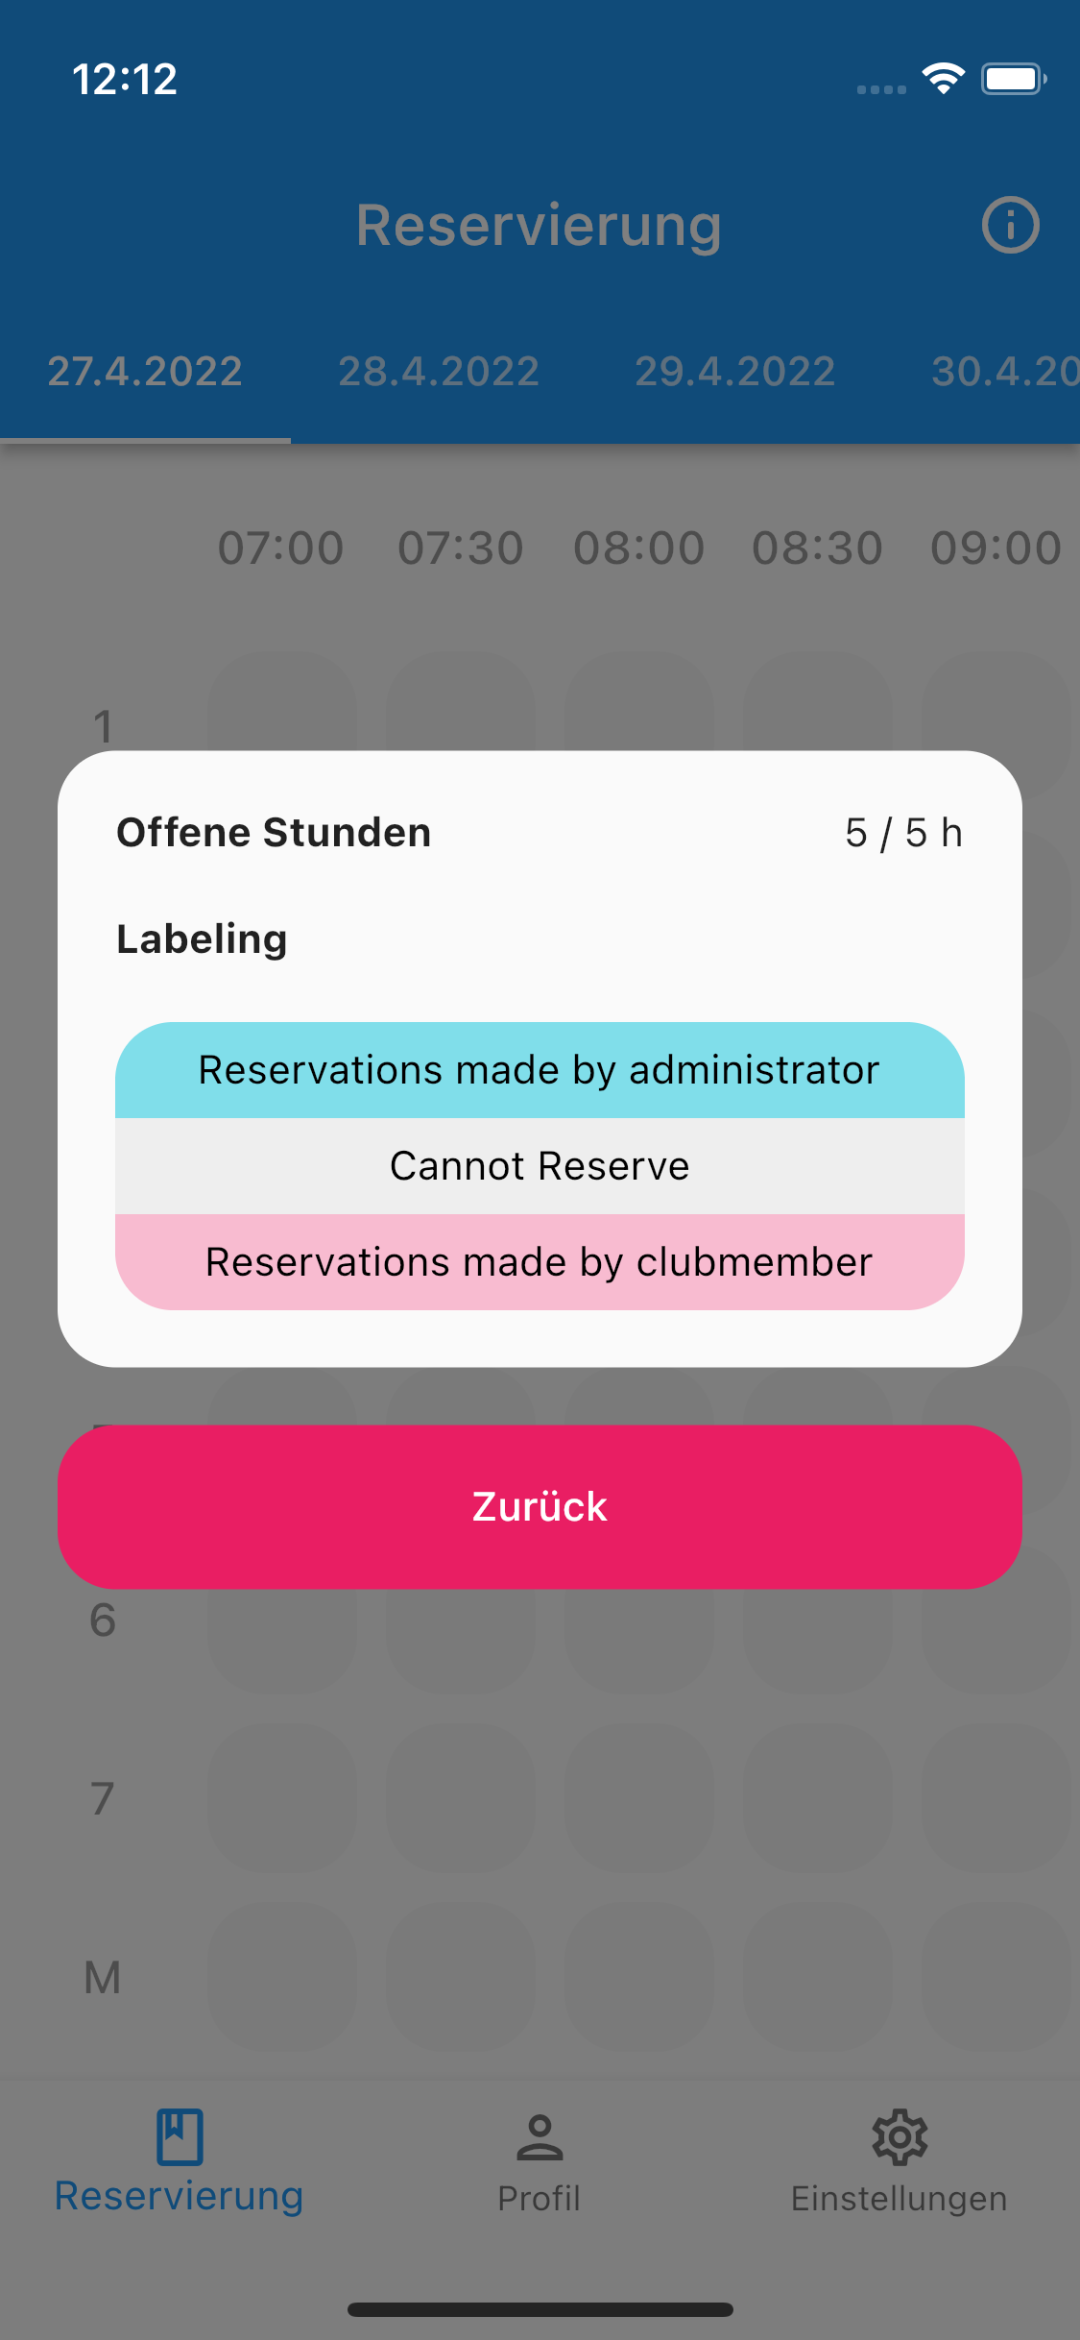 12:12
Reservierung
27.4.2022 28.4.2022 29.4.2022 30.4.20
07:00 07:30 08:00 08:30 09:00
1
Offene Stunden 5 / 5 h
Labeling
Reservations made by administrator
Cannot Reserve
Reservations made by clubmember
Zurück
6
7
M
Reservierung Profil Einstellungen